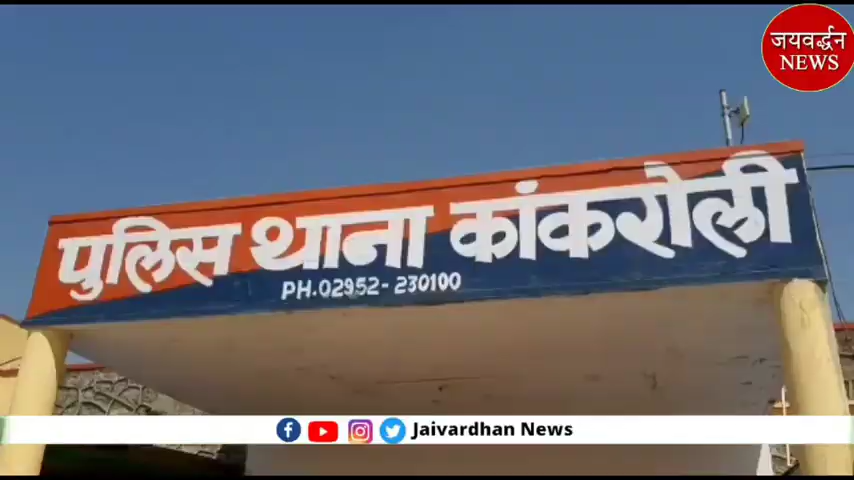 जयवर्द्धन
NEWS
पुलिस थाना कांकरोली
PH.02952-230100
Jaivardhan News